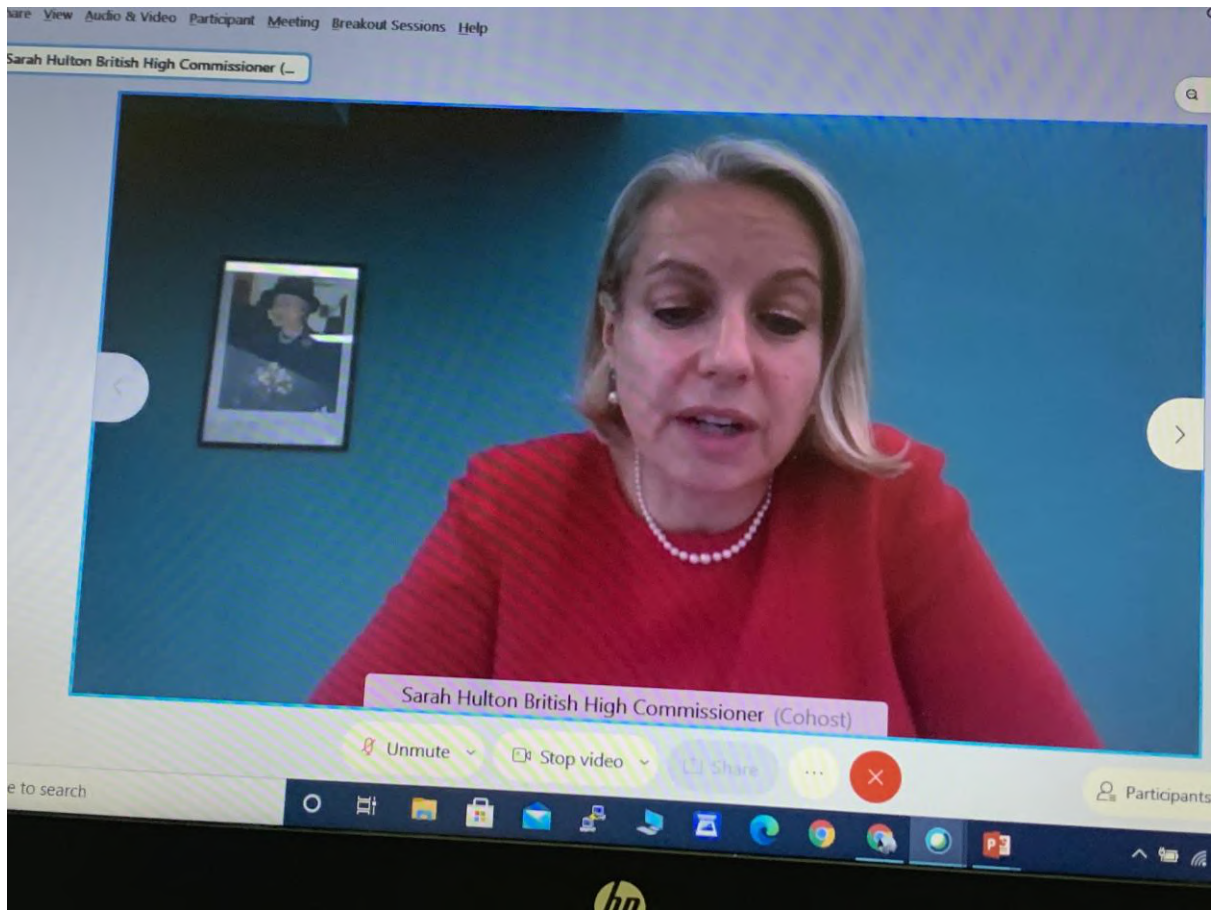 are View Audio & Video Participant Meeting Breakout Sessions Help
Sarah Hulton British High Commissioner (...
Sarah Hulton British High Commissioner (Cohost)
Unmute
Stop video
Share
...
Participants
e to search
hp